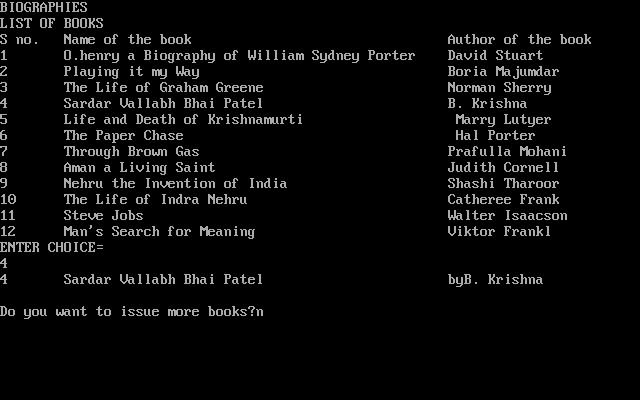 BIOGRAPHIES
LIST OF BOOKS
S no. Name of the book Author of the book
1 O.henry a Biography of William Sydney Porter David Stuart
2 Playing it my Way Boria Majumdar
3 The Life of Graham Greene Norman Sherry
4 Sardar Vallabh Bhai Patel B. Krishna
5 Life and Death of Krishnamurti Marry Lutyer
6 The Paper Chase Hal Porter
7 Through Brown Gas Prafulla Mohani
8 Aman a Living Saint Judith Cornell
9 Nehru the Invention of India Shashi Tharoor
10 The Life of Indra Nehru Catheree Frank
11 Steve Jobs Walter Isaacson
12 Man's Search for Meaning Viktor Frankl
ENTER CHOICE=
4
4 Sardar Vallabh Bhai Patel byB. Krishna
Do you want to issue more books?n